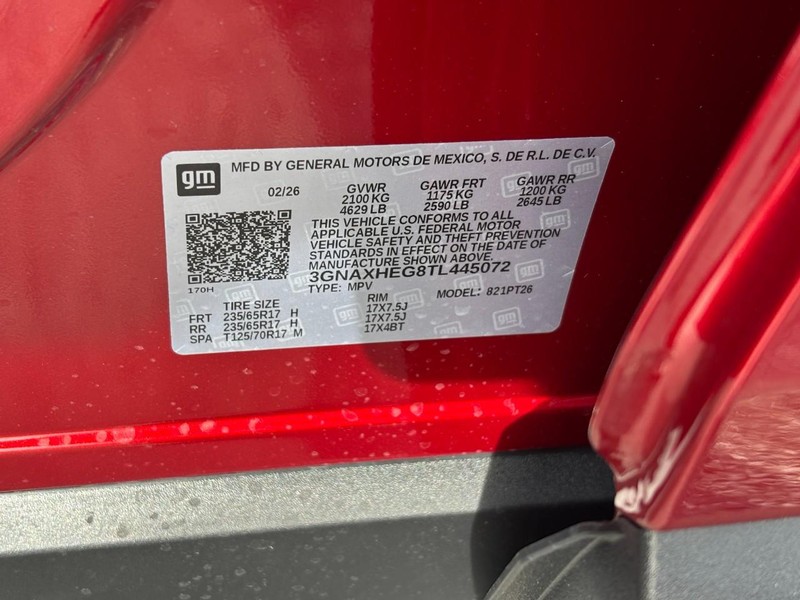 gm MFD BY GENERAL MOTORS DE MEXICO, S. DE R.L. DE C.V.
02/26 GVWR GAWR FRT GAWR RR
2100 KG 1175 KG 1200 KG
4629 LB 2590 LB 2645 LB
THIS VEHICLE CONFORMS TO ALL
APPLICABLE U.S. FEDERAL MOTOR
VEHICLE SAFETY AND THEFT PREVENTION
STANDARDS IN EFFECT ON THE DATE OF
MANUFACTURE SHOWN ABOVE.
170H 3GNAXHEG8TL445072
TYPE: MPV MODEL: 821PT26
TIRE SIZE RIM
FRT 235/65R17 H 17X7.5J
RR 235/65R17 H 17X7.5J
SPA T125/70R17 M 17X4BT